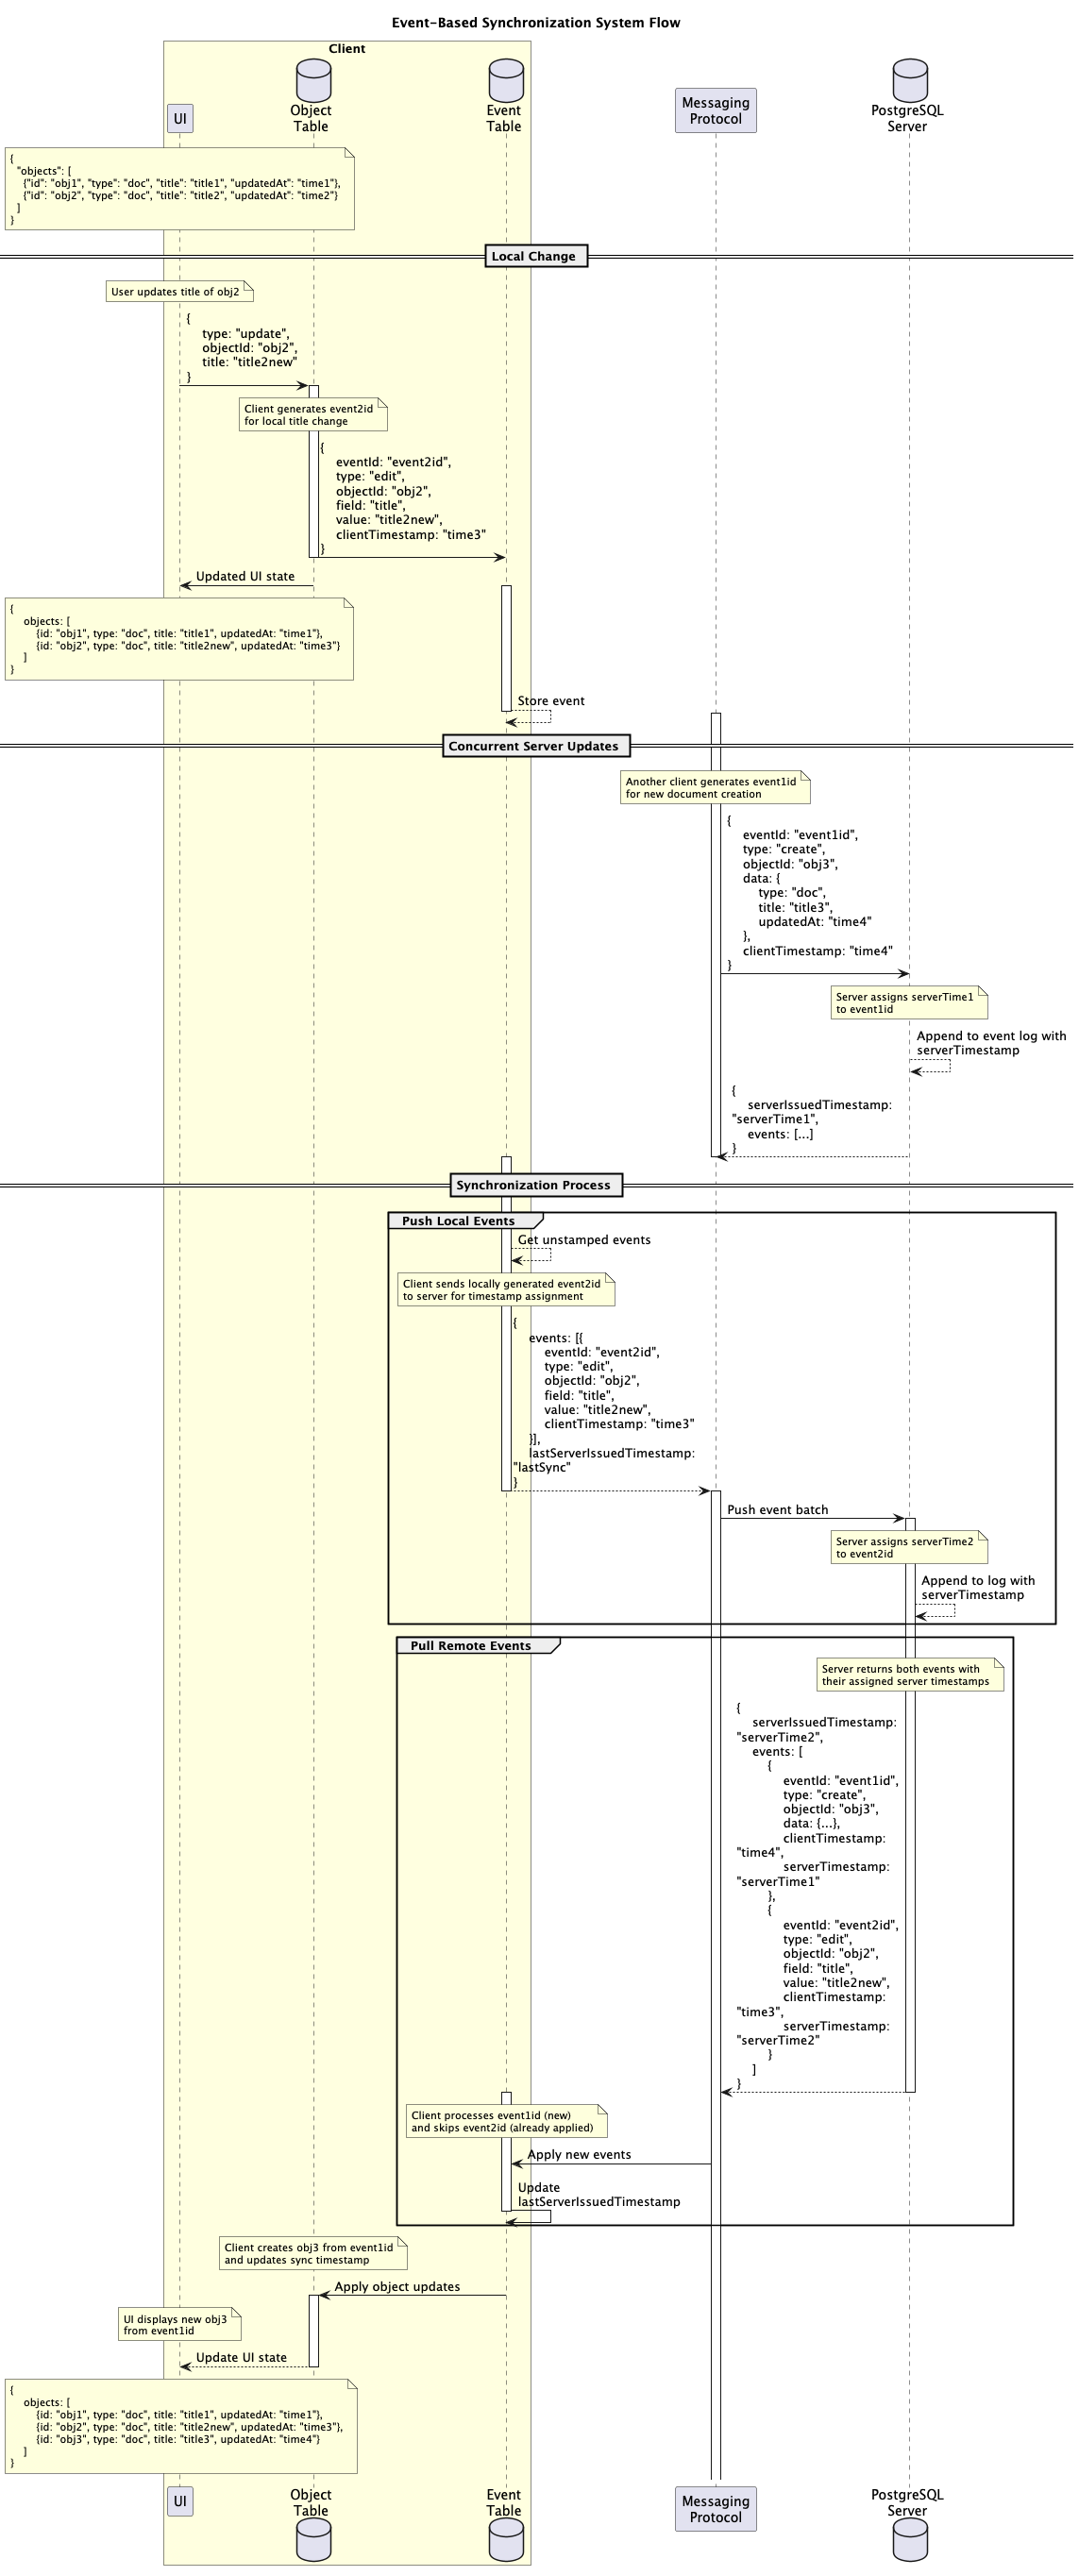 Event-Based Synchronization System Flow
Client
UI
Object
Table
Event
Table
Messaging
Protocol
PostgreSQL
Server
{
"objects": [
{"id": "obj1", "type": "doc", "title": "title1", "updatedAt": "time1"},
{"id": "obj2", "type": "doc", "title": "title2", "updatedAt": "time2"}
]
}
Local Change
User updates title of obj2
{
type: "update",
objectId: "obj2",
title: "title2new"
}
Client generates event2id
for local title change
{
eventId: "event2id",
type: "edit",
objectId: "obj2",
field: "title",
value: "title2new",
clientTimestamp: "time3"
}
Updated UI state
{
objects: [
{id: "obj1", type: "doc", title: "title1", updatedAt: "time1"},
{id: "obj2", type: "doc", title: "title2new", updatedAt: "time3"}
]
}
Store event
Concurrent Server Updates
Another client generates event1id
for new document creation
{
eventId: "event1id",
type: "create",
objectId: "obj3",
data: {
type: "doc",
title: "title3",
updatedAt: "time4"
},
clientTimestamp: "time4"
}
Server assigns serverTime1
to event1id
Append to event log with
serverTimestamp
{
serverIssuedTimestamp:
"serverTime1",
events: [...]
}
Synchronization Process
Push Local Events
Get unstamped events
Client sends locally generated event2id
to server for timestamp assignment
{
events: [{
eventId: "event2id",
type: "edit",
objectId: "obj2",
field: "title",
value: "title2new",
clientTimestamp: "time3"
}],
lastServerIssuedTimestamp:
"lastSync"
}
Push event batch
Server assigns serverTime2
to event2id
Append to log with
serverTimestamp
Pull Remote Events
Server returns both events with
their assigned server timestamps
{
serverIssuedTimestamp:
"serverTime2",
events: [
{
eventId: "event1id",
type: "create",
objectId: "obj3",
data: {...},
clientTimestamp:
"time4",
serverTimestamp:
"serverTime1"
},
{
eventId: "event2id",
type: "edit",
objectId: "obj2",
field: "title",
value: "title2new",
clientTimestamp:
"time3",
serverTimestamp:
"serverTime2"
}
]
}
Client processes event1id (new)
and skips event2id (already applied)
Apply new events
Update
lastServerIssuedTimestamp
Client creates obj3 from event1id
and updates sync timestamp
Apply object updates
UI displays new obj3
from event1id
Update UI state
{
objects: [
{id: "obj1", type: "doc", title: "title1", updatedAt: "time1"},
{id: "obj2", type: "doc", title: "title2new", updatedAt: "time3"},
{id: "obj3", type: "doc", title: "title3", updatedAt: "time4"}
]
}
UI
Object
Table
Event
Table
Messaging
Protocol
PostgreSQL
Server